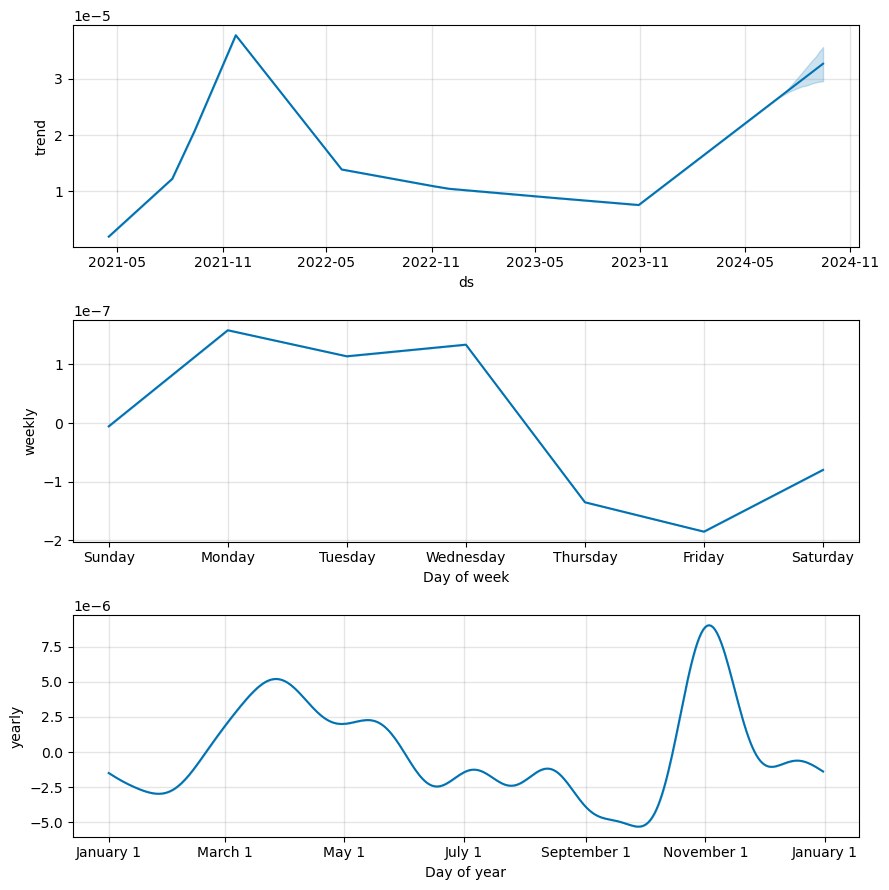 1e−5
3
2
1
trend
2021-05 2021-11 2022-05 2022-11 2023-05 2023-11 2024-05 2024-11
ds
1e−7
1
0
−1
−2
weekly
Sunday Monday Tuesday Wednesday Thursday Friday Saturday
Day of week
1e−6
7.5
5.0
2.5
0.0
−2.5
−5.0
yearly
January 1 March 1 May 1 July 1 September 1 November 1 January 1
Day of year